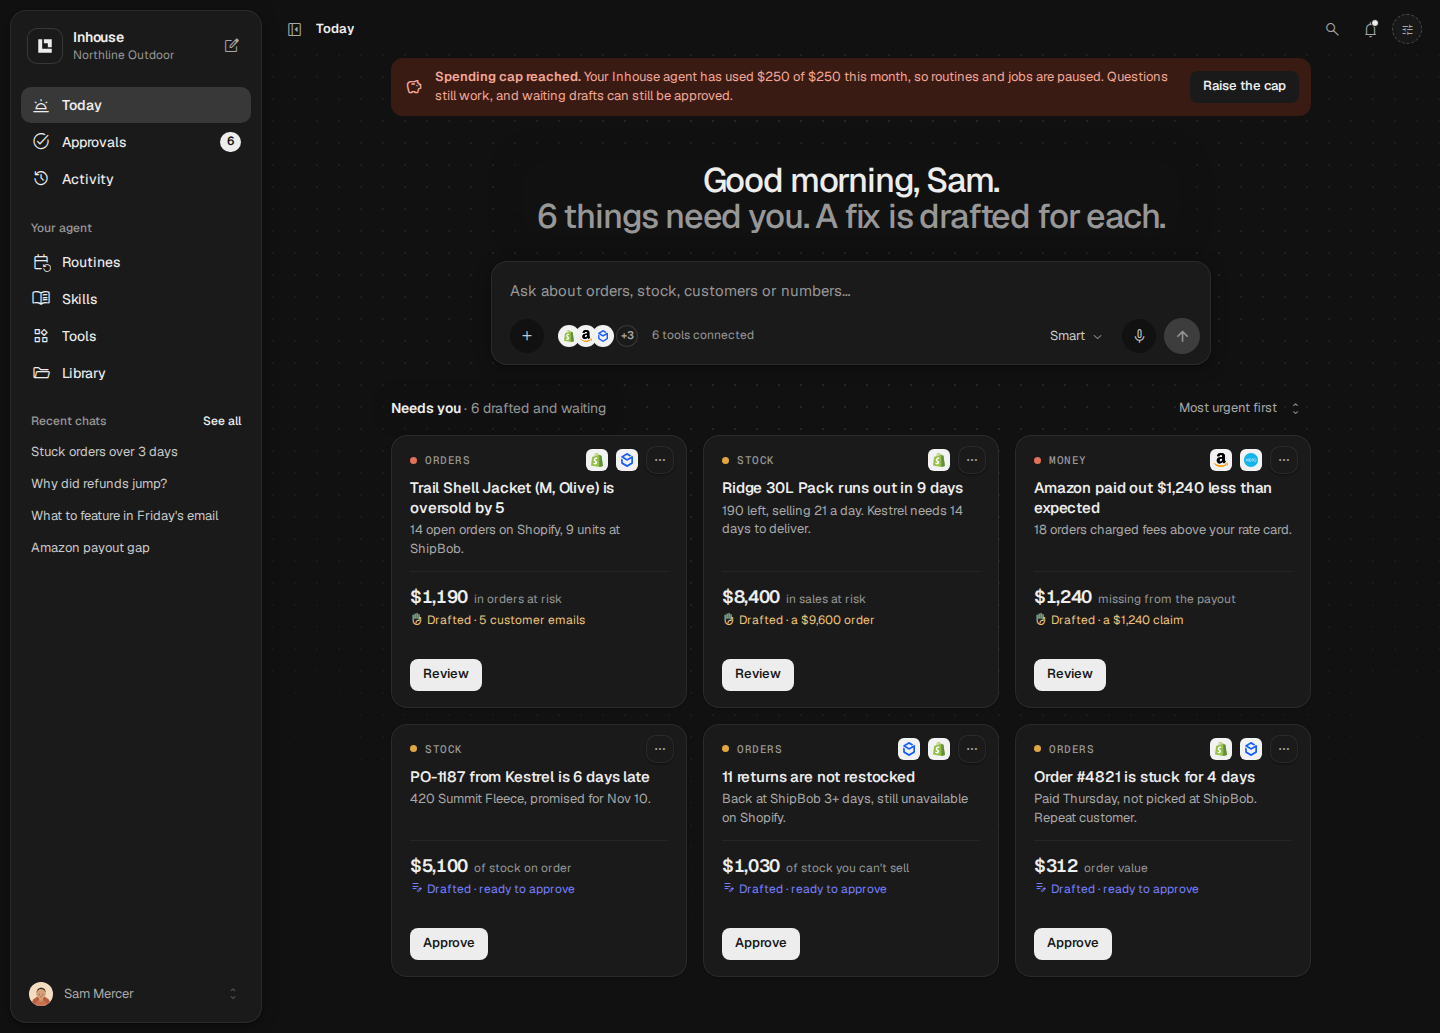 Inhouse
Northline Outdoor
Today
Approvals
6
Activity
Your agent
Routines
Skills
Tools
Library
Recent chats
See all
Stuck orders over 3 days
Why did refunds jump?
What to feature in Friday's email
Amazon payout gap
Sam Mercer
Today
Spending cap reached. Your Inhouse agent has used $250 of $250 this month, so routines and jobs are paused. Questions
still work, and waiting drafts can still be approved.
Raise the cap
Good morning, Sam.
6 things need you. A fix is drafted for each.
Ask about orders, stock, customers or numbers...
+3
6 tools connected
Smart
Needs you · 6 drafted and waiting
Most urgent first
ORDERS
Trail Shell Jacket (M, Olive) is
oversold by 5
14 open orders on Shopify, 9 units at
ShipBob.
$1,190 in orders at risk
Drafted · 5 customer emails
Review
STOCK
Ridge 30L Pack runs out in 9 days
190 left, selling 21 a day. Kestrel needs 14
days to deliver.
$8,400 in sales at risk
Drafted · a $9,600 order
Review
MONEY
Amazon paid out $1,240 less than
expected
18 orders charged fees above your rate card.
$1,240 missing from the payout
Drafted · a $1,240 claim
Review
STOCK
PO-1187 from Kestrel is 6 days late
420 Summit Fleece, promised for Nov 10.
$5,100 of stock on order
Drafted · ready to approve
Approve
ORDERS
11 returns are not restocked
Back at ShipBob 3+ days, still unavailable
on Shopify.
$1,030 of stock you can't sell
Drafted · ready to approve
Approve
ORDERS
Order #4821 is stuck for 4 days
Paid Thursday, not picked at ShipBob.
Repeat customer.
$312 order value
Drafted · ready to approve
Approve